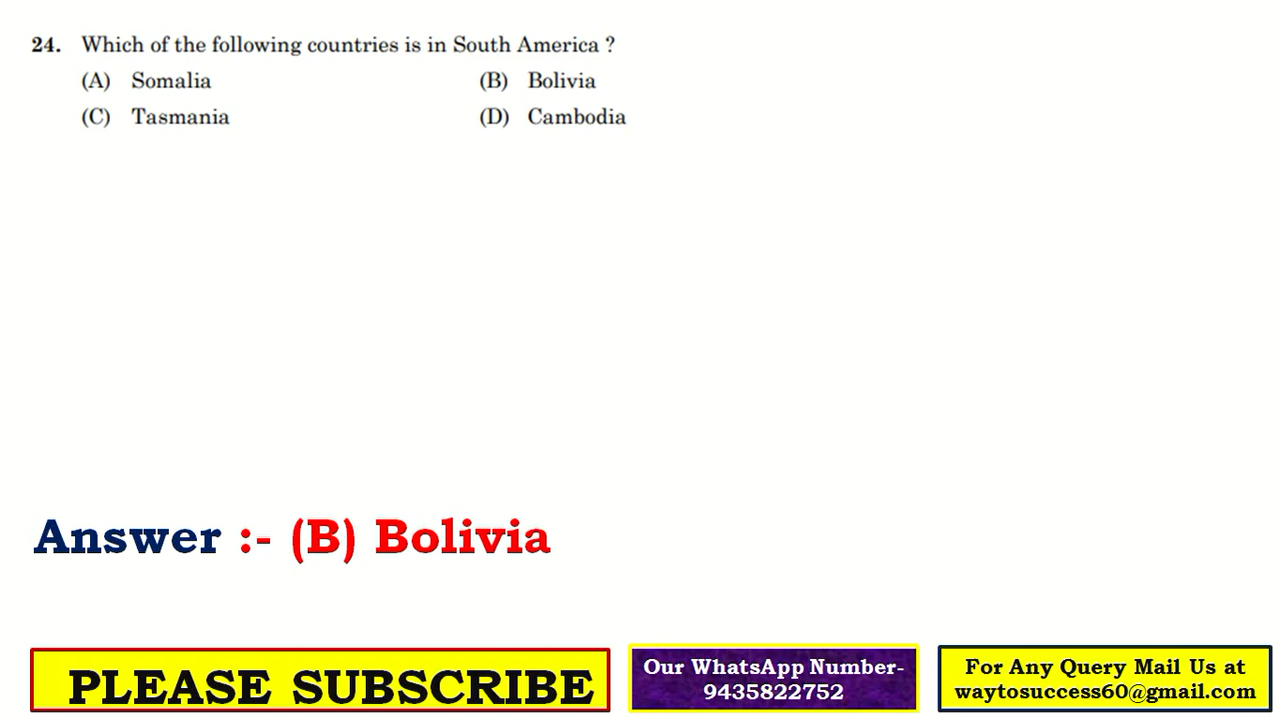 24. Which of the following countries is in South America ?
(A) Somalia (B) Bolivia
(C) Tasmania (D) Cambodia
Answer :- (B) Bolivia
PLEASE SUBSCRIBE
Our WhatsApp Number-
9435822752
For Any Query Mail Us at
waytosuccess60@gmail.com